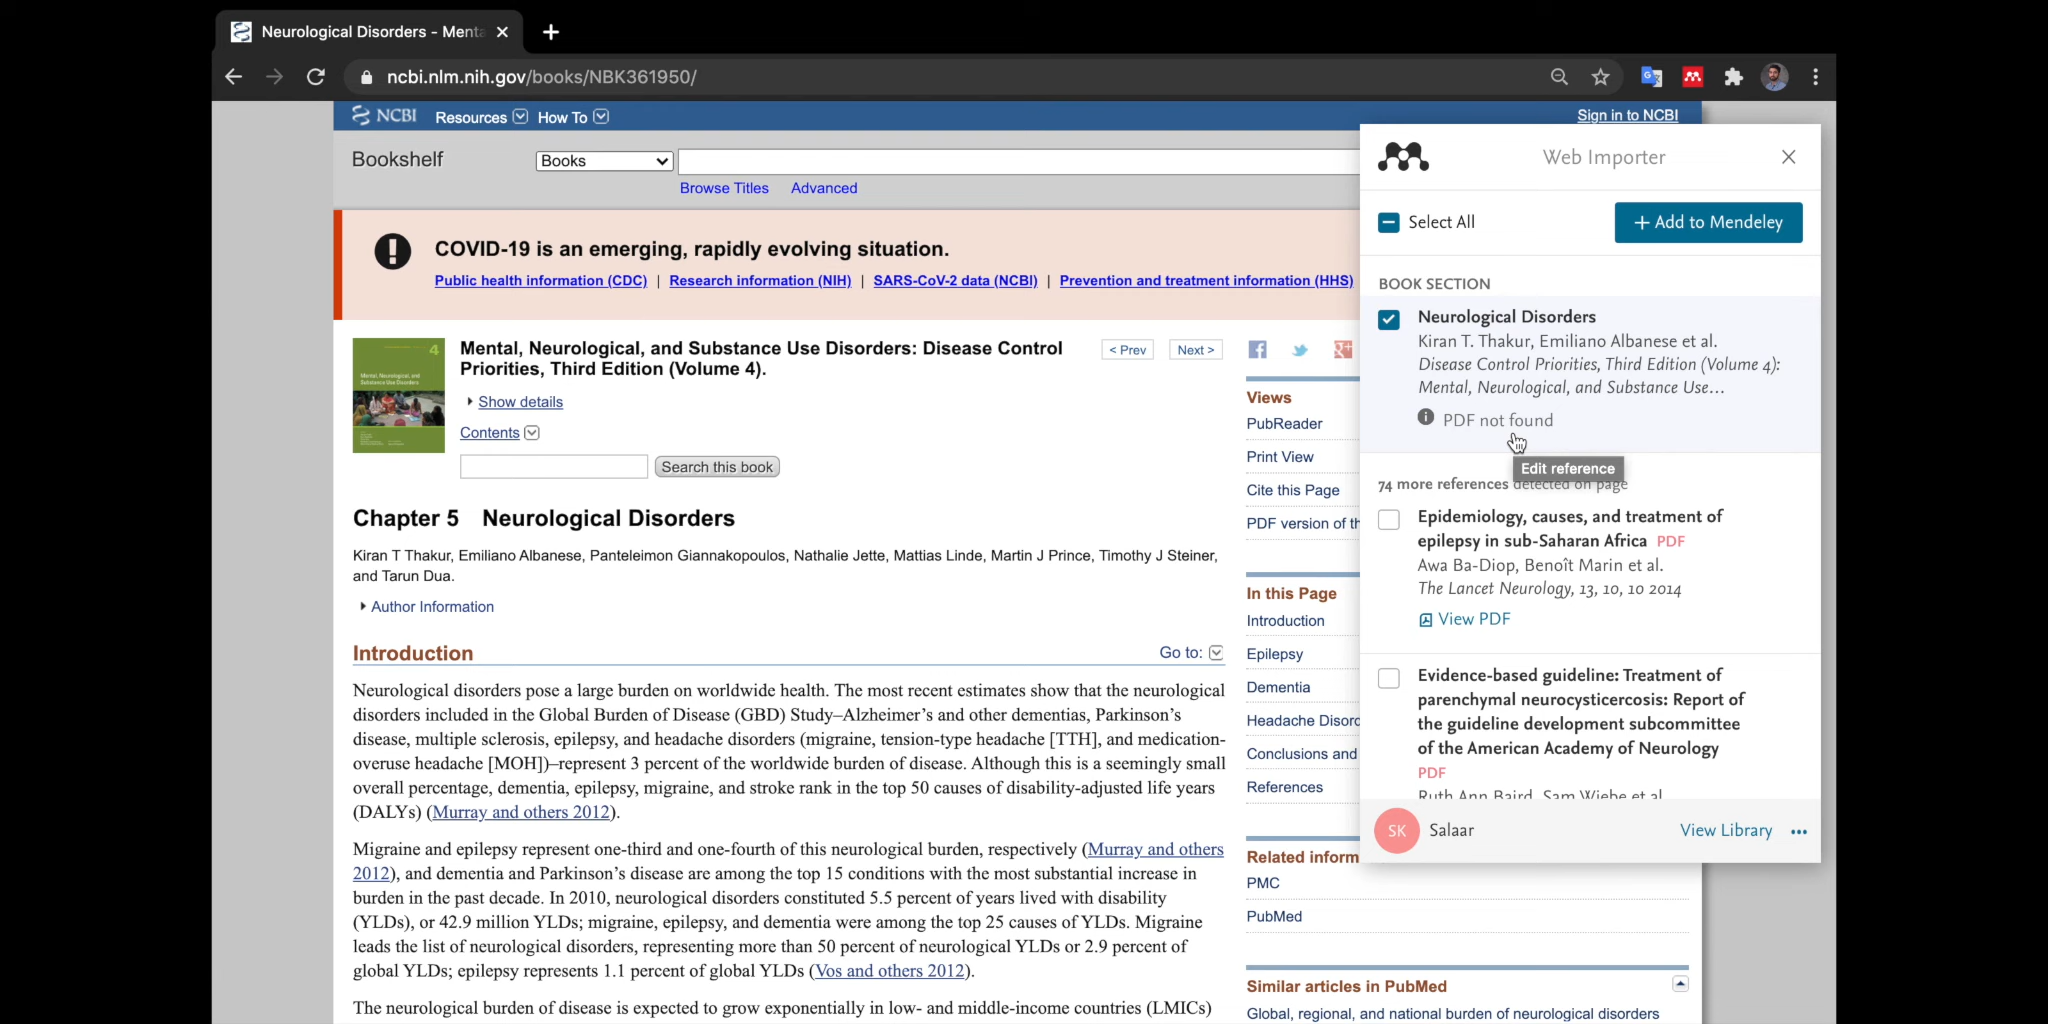 Neurological Disorders - Menta
ncbi.nlm.nih.gov/books/NBK361950/
NCBI Resources How To
Sign in to NCBI
Bookshelf
Books
Browse Titles Advanced
COVID-19 is an emerging, rapidly evolving situation.
Public health information (CDC) | Research information (NIH) | SARS-CoV-2 data (NCBI) | Prevention and treatment information (HHS)
4
Mental, Neurological, and
Substance Use Disorders
Mental, Neurological, and Substance Use Disorders: Disease Control
Priorities, Third Edition (Volume 4).
< Prev Next >
Show details
Contents
Search this book
Chapter 5 Neurological Disorders
Kiran T Thakur, Emiliano Albanese, Panteleimon Giannakopoulos, Nathalie Jette, Mattias Linde, Martin J Prince, Timothy J Steiner,
and Tarun Dua.
Author Information
Introduction
Go to:
Neurological disorders pose a large burden on worldwide health. The most recent estimates show that the neurological
disorders included in the Global Burden of Disease (GBD) Study–Alzheimer's and other dementias, Parkinson's
disease, multiple sclerosis, epilepsy, and headache disorders (migraine, tension-type headache [TTH], and medication-
overuse headache [MOH])–represent 3 percent of the worldwide burden of disease. Although this is a seemingly small
overall percentage, dementia, epilepsy, migraine, and stroke rank in the top 50 causes of disability-adjusted life years
(DALYs) (Murray and others 2012).
Migraine and epilepsy represent one-third and one-fourth of this neurological burden, respectively (Murray and others
2012), and dementia and Parkinson's disease are among the top 15 conditions with the most substantial increase in
burden in the past decade. In 2010, neurological disorders constituted 5.5 percent of years lived with disability
(YLDs), or 42.9 million YLDs; migraine, epilepsy, and dementia were among the top 25 causes of YLDs. Migraine
leads the list of neurological disorders, representing more than 50 percent of neurological YLDs or 2.9 percent of
global YLDs; epilepsy represents 1.1 percent of global YLDs (Vos and others 2012).
The neurological burden of disease is expected to grow exponentially in low- and middle-income countries (LMICs)
Views
PubReader
Print View
Cite this Page
PDF version of th
In this Page
Introduction
Epilepsy
Dementia
Headache Disorc
Conclusions and
References
Related inform
PMC
PubMed
Similar articles in PubMed
Global, regional, and national burden of neurological disorders
Web Importer
Select All
+ Add to Mendeley
BOOK SECTION
Neurological Disorders
Kiran T. Thakur, Emiliano Albanese et al.
Disease Control Priorities, Third Edition (Volume 4):
Mental, Neurological, and Substance Use...
PDF not found
Edit reference
74 more references detected on page
Epidemiology, causes, and treatment of
epilepsy in sub-Saharan Africa PDF
Awa Ba-Diop, Benoît Marin et al.
The Lancet Neurology, 13, 10, 10 2014
View PDF
Evidence-based guideline: Treatment of
parenchymal neurocysticercosis: Report of
the guideline development subcommittee
of the American Academy of Neurology
PDF
Ruth Ann Baird, Sam Wiebe et al.
SK Salaar
View Library